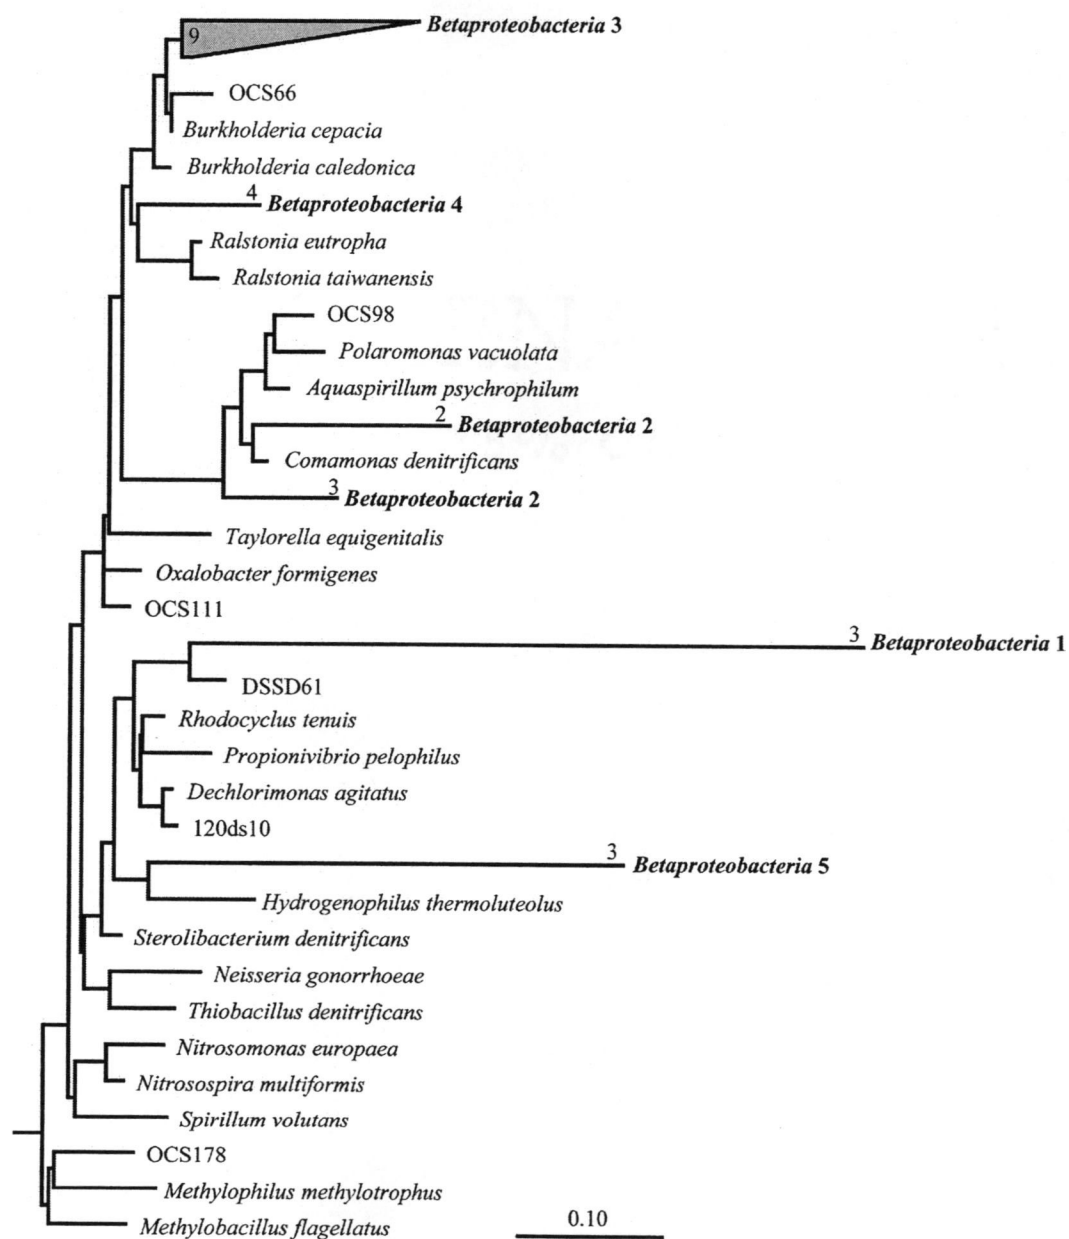 Betaproteobacteria 3
9
OCS66
Burkholderia cepacia
Burkholderia caledonica
4
Betaproteobacteria 4
Ralstonia eutropha
Ralstonia taiwanensis
OCS98
Polaromonas vacuolata
Aquaspirillum psychrophilum
2
Betaproteobacteria 2
Comamonas denitrificans
3
Betaproteobacteria 2
Taylorella equigenitalis
Oxalobacter formigenes
OCS111
3
Betaproteobacteria 1
DSSD61
Rhodocyclus tenuis
Propionivibrio pelophilus
Dechlorimonas agitatus
120ds10
3
Betaproteobacteria 5
Hydrogenophilus thermoluteolus
Sterolibacterium denitrificans
Neisseria gonorrhoeae
Thiobacillus denitrificans
Nitrosomonas europaea
Nitrosospira multiformis
Spirillum volutans
OCS178
Methylophilus methylotrophus
Methylobacillus flagellatus
0.10